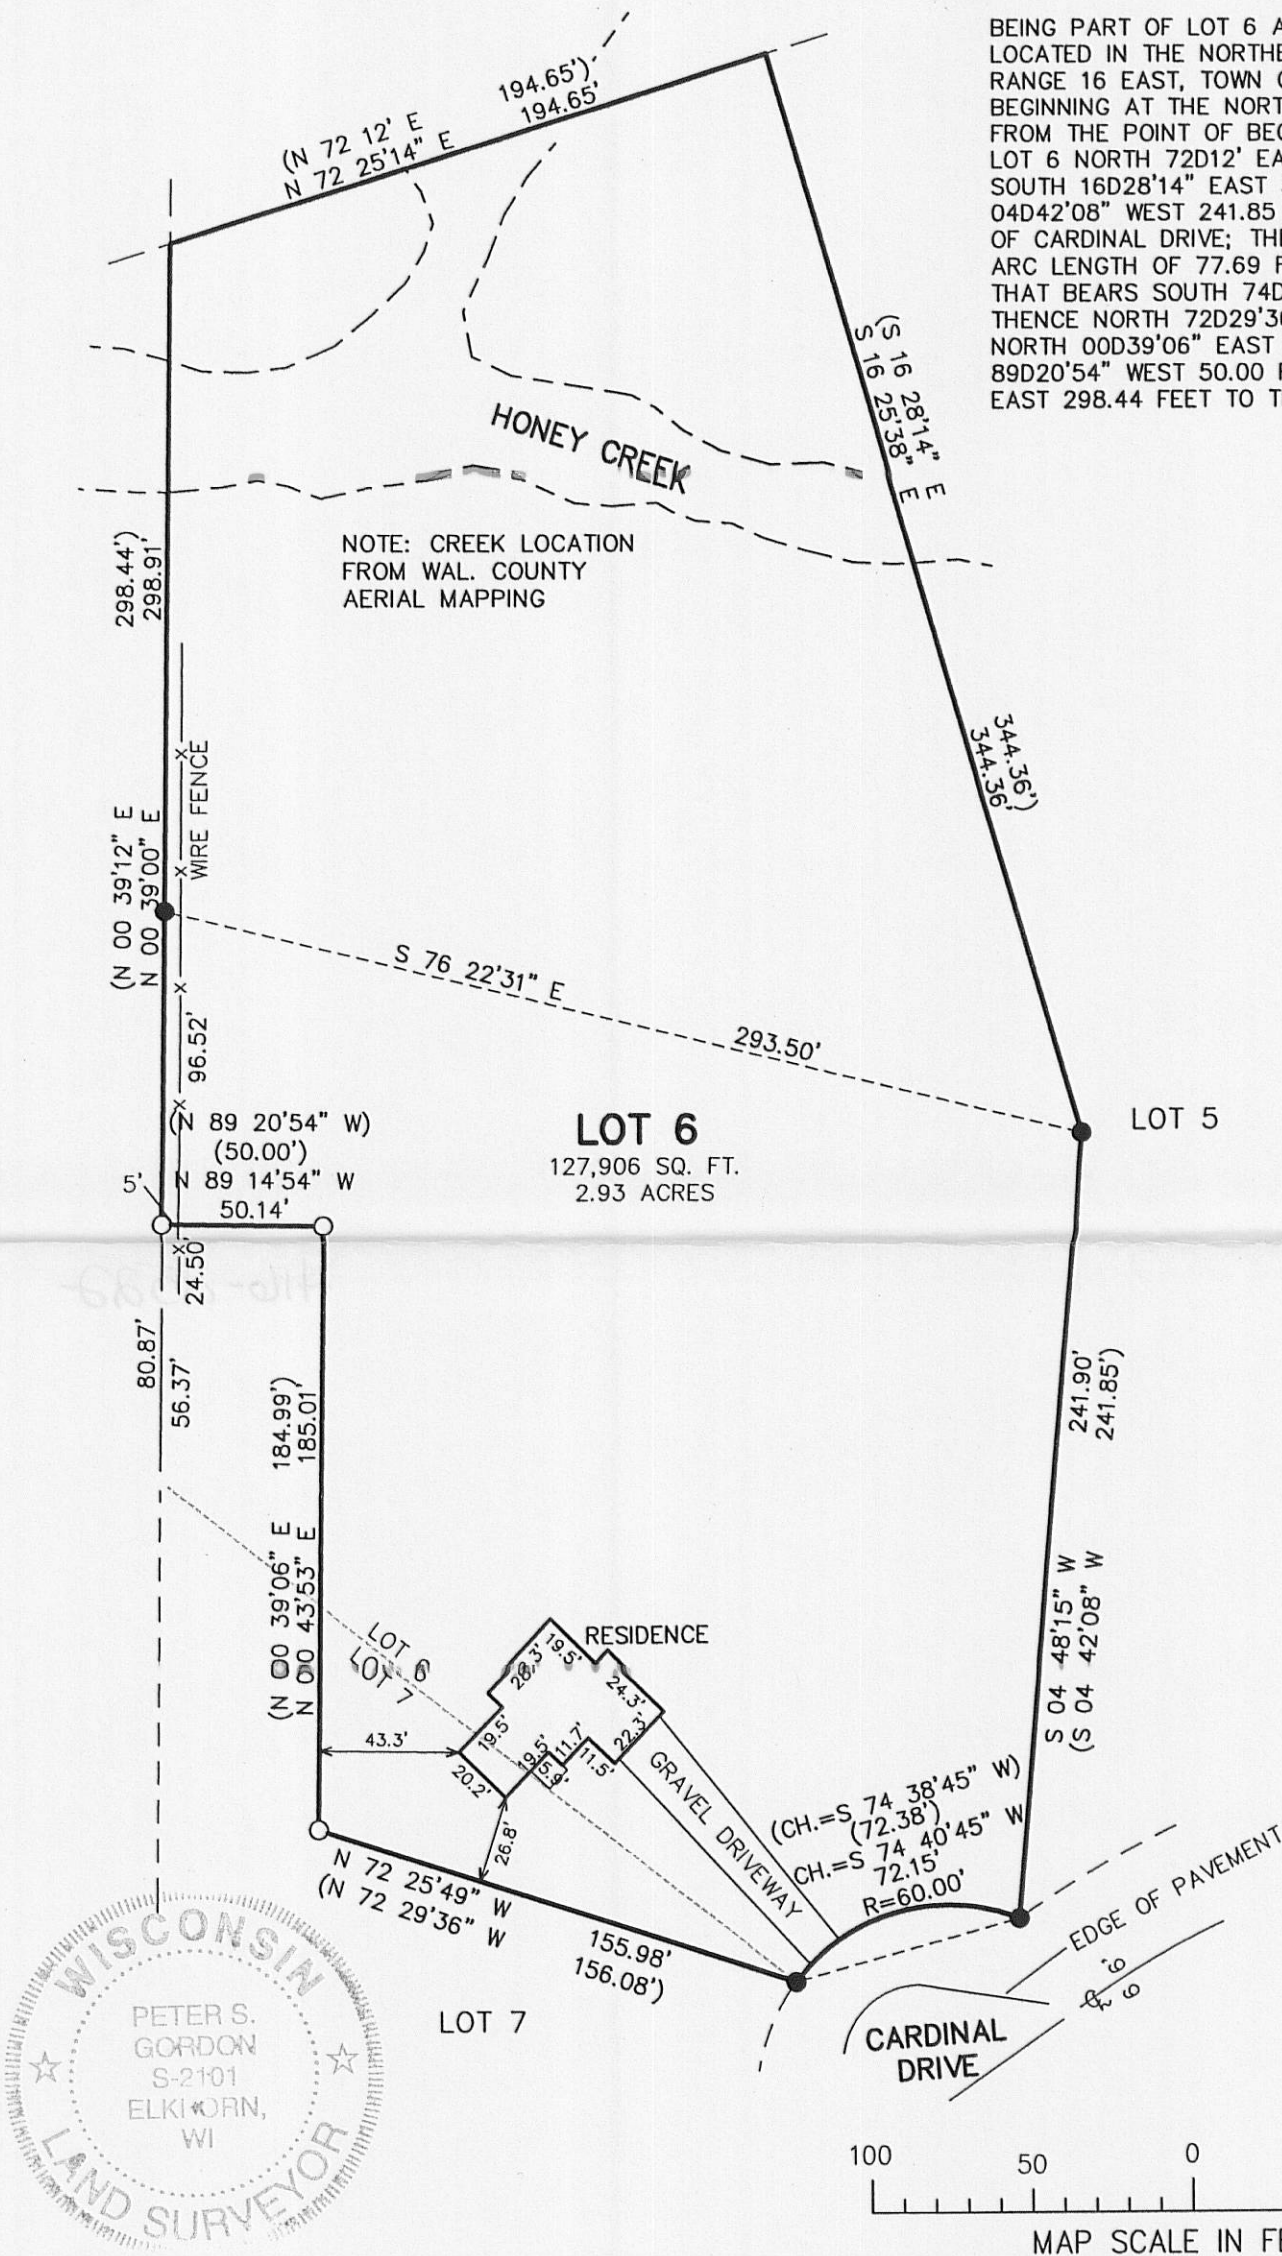 BEING PART OF LOT 6 A
LOCATED IN THE NORTHE
RANGE 16 EAST, TOWN
BEGINNING AT THE NORT
FROM THE POINT OF BEG
LOT 6 NORTH 72D12' EA
SOUTH 16D28'14" EAST
04D42'08" WEST 241.85
OF CARDINAL DRIVE; THE
ARC LENGTH OF 77.69 F
THAT BEARS SOUTH 74D
THENCE NORTH 72D29'36
NORTH 00D39'06" EAST
89D20'54" WEST 50.00 F
EAST 298.44 FEET TO T
(N 72 12' E 194.65')
N 72 25'14" E 194.65'
(S 16 28'14" E 344.36')
S 16 25'38" E 344.36'
HONEY CREEK
NOTE: CREEK LOCATION
FROM WAL. COUNTY
AERIAL MAPPING
(N 00 39'12" E 298.44')
N 00 39'00" E 298.91'
WIRE FENCE
96.52'
S 76 22'31" E 293.50'
(N 89 20'54" W)
(50.00')
N 89 14'54" W
50.14'
5'
24.50'
LOT 6
127,906 SQ. FT.
2.93 ACRES
LOT 5
80.87'
56.37'
(N 00 39'06" E 184.99')
N 00 43'53" E 185.01'
241.90'
241.85')
S 04 48'15" W
(S 04 42'08" W
LOT 6
LOT 7
RESIDENCE
28.3'
19.5'
24.3'
22.3'
19.5'
19.5'
11.7'
11.5'
5.9'
20.2'
43.3'
26.8'
GRAVEL DRIVEWAY
(CH.=S 74 38'45" W)
(72.38')
CH.=S 74 40'45" W
72.15'
R=60.00'
N 72 25'49" W 155.98'
(N 72 29'36" W 156.08')
EDGE OF PAVEMENT
LOT 7
CARDINAL
DRIVE
WISCONSIN
PETER S.
GORDON
S-2101
ELKHORN,
WI
LAND SURVEYOR
100 50 0
MAP SCALE IN FE